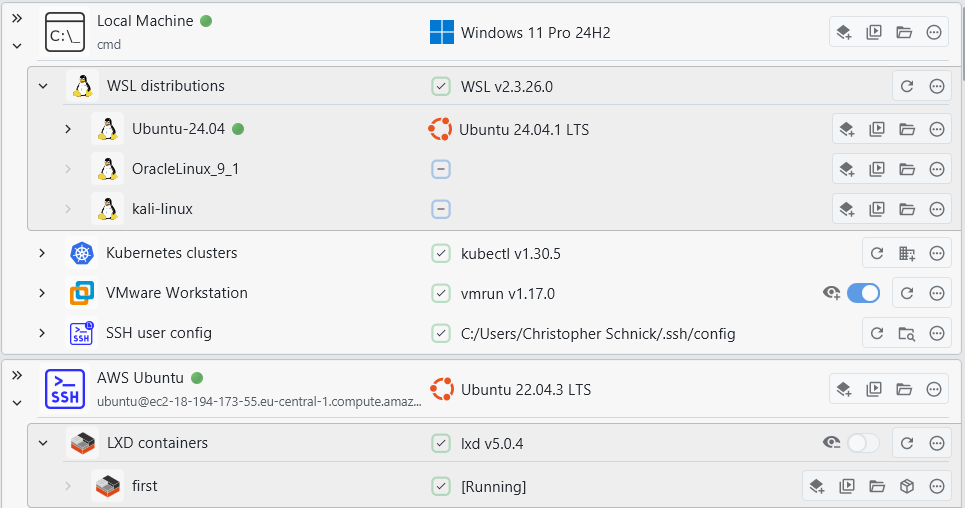 Local Machine
C:\_
cmd
Windows 11 Pro 24H2
WSL distributions
WSL v2.3.26.0
Ubuntu-24.04
Ubuntu 24.04.1 LTS
OracleLinux_9_1
kali-linux
Kubernetes clusters
kubectl v1.30.5
VMware Workstation
vmrun v1.17.0
SSH
SSH user config
C:/Users/Christopher Schnick/.ssh/config
AWS Ubuntu
>_
SSH
ubuntu@ec2-18-194-173-55.eu-central-1.compute.amaz...
Ubuntu 22.04.3 LTS
LXD containers
lxd v5.0.4
first
[Running]